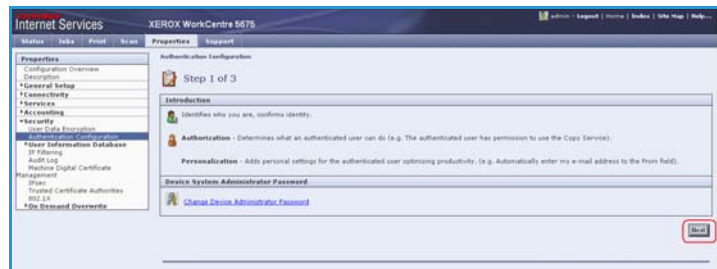 Internet Services
XEROX WorkCentre 5675
admin - Logout | Home | Index | Site Map | Help...
Status Jobs Print Scan Properties Support
Properties
Configuration Overview
Description
General Setup
Connectivity
Services
Accounting
Security
User Data Encryption
Authentication Configuration
User Information Database
IP Filtering
Audit Log
Machine Digital Certificate
Management
IPsec
Trusted Certificate Authorities
802.1X
On Demand Overwrite
Authentication Configuration
Step 1 of 3
Introduction
Identifies who you are, confirms identity.
Authorization - Determines what an authenticated user can do (e.g. The authenticated user has permission to use the Copy Service).
Personalization - Adds personal settings for the authenticated user optimizing productivity. (e.g. Automatically enter my e-mail address to the From field).
Device System Administrator Password
Change Device Administrator Password
Next